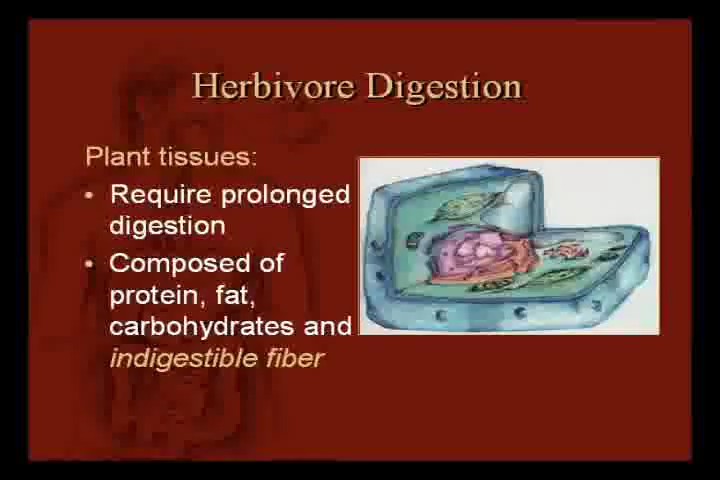 Herbivore Digestion
Plant tissues:
• Require prolonged
digestion
• Composed of
protein, fat,
carbohydrates and
indigestible fiber